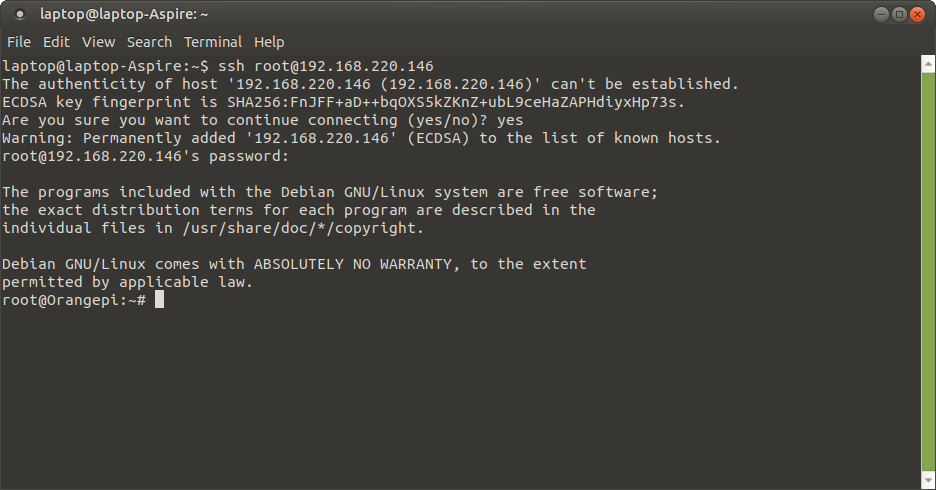 laptop@laptop-Aspire: ~
File Edit View Search Terminal Help
laptop@laptop-Aspire:~$ ssh root@192.168.220.146
The authenticity of host '192.168.220.146 (192.168.220.146)' can't be established.
ECDSA key fingerprint is SHA256:FnJFF+aD++bqOXS5kZKnZ+ubL9ceHaZAPHdiyxHp73s.
Are you sure you want to continue connecting (yes/no)? yes
Warning: Permanently added '192.168.220.146' (ECDSA) to the list of known hosts.
root@192.168.220.146's password:
The programs included with the Debian GNU/Linux system are free software;
the exact distribution terms for each program are described in the
individual files in /usr/share/doc/*/copyright.
Debian GNU/Linux comes with ABSOLUTELY NO WARRANTY, to the extent
permitted by applicable law.
root@Orangepi:~#